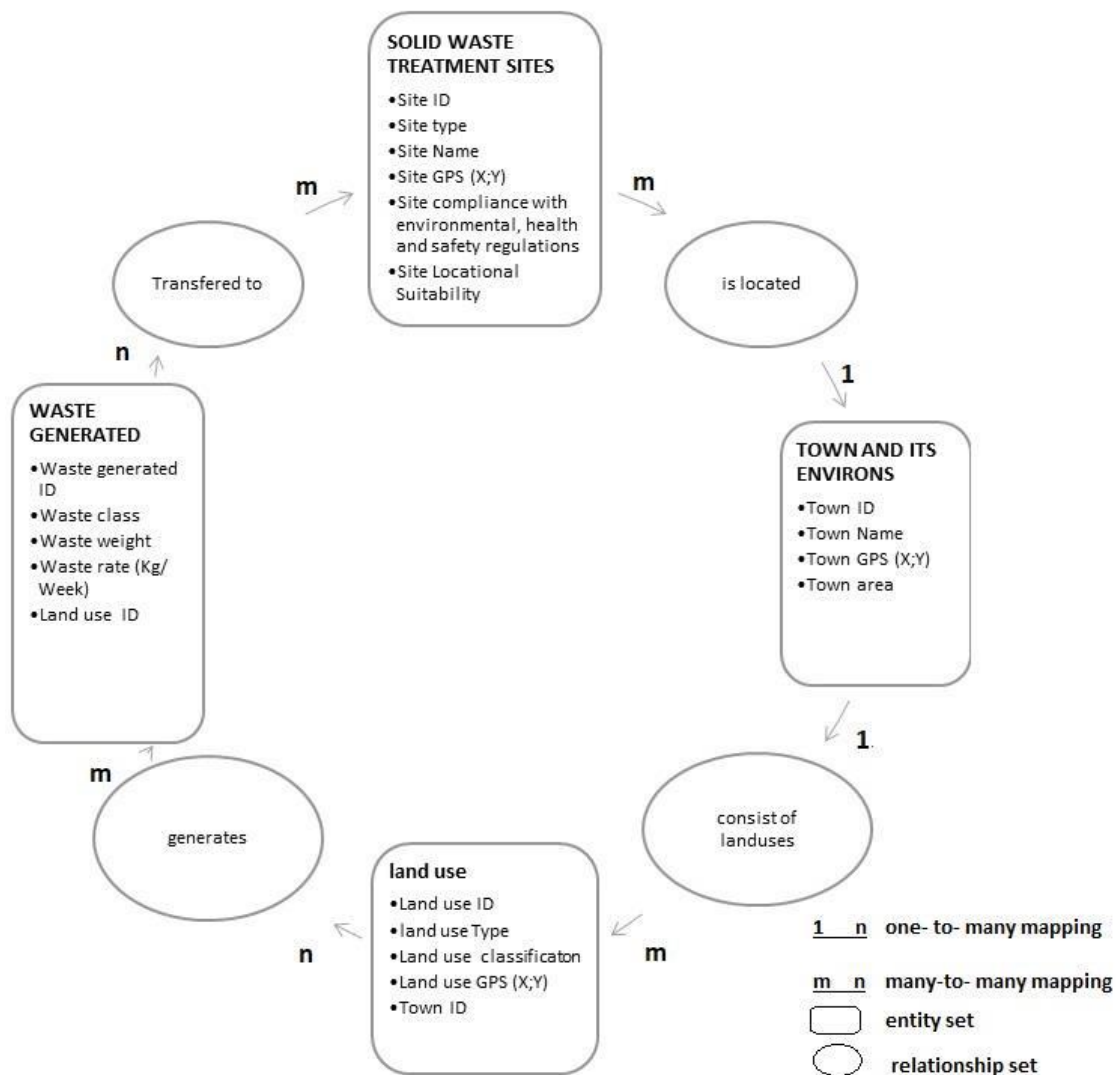 SOLID WASTE
TREATMENT SITES
•Site ID
•Site type
•Site Name
•Site GPS (X;Y)
•Site compliance with
environmental, health
and safety regulations
•Site Locational
Suitability
m
m
Transfered to
is located
n
1
WASTE
GENERATED
•Waste generated
ID
•Waste class
•Waste weight
•Waste rate (Kg/
Week)
•Land use ID
TOWN AND ITS
ENVIRONS
•Town ID
•Town Name
•Town GPS (X;Y)
•Town area
1
m
generates
consist of
landuses
land use
•Land use ID
•land use Type
•Land use classificaton
•Land use GPS (X;Y)
•Town ID
n
m
1 n one- to- many mapping
m n many-to- many mapping
entity set
relationship set